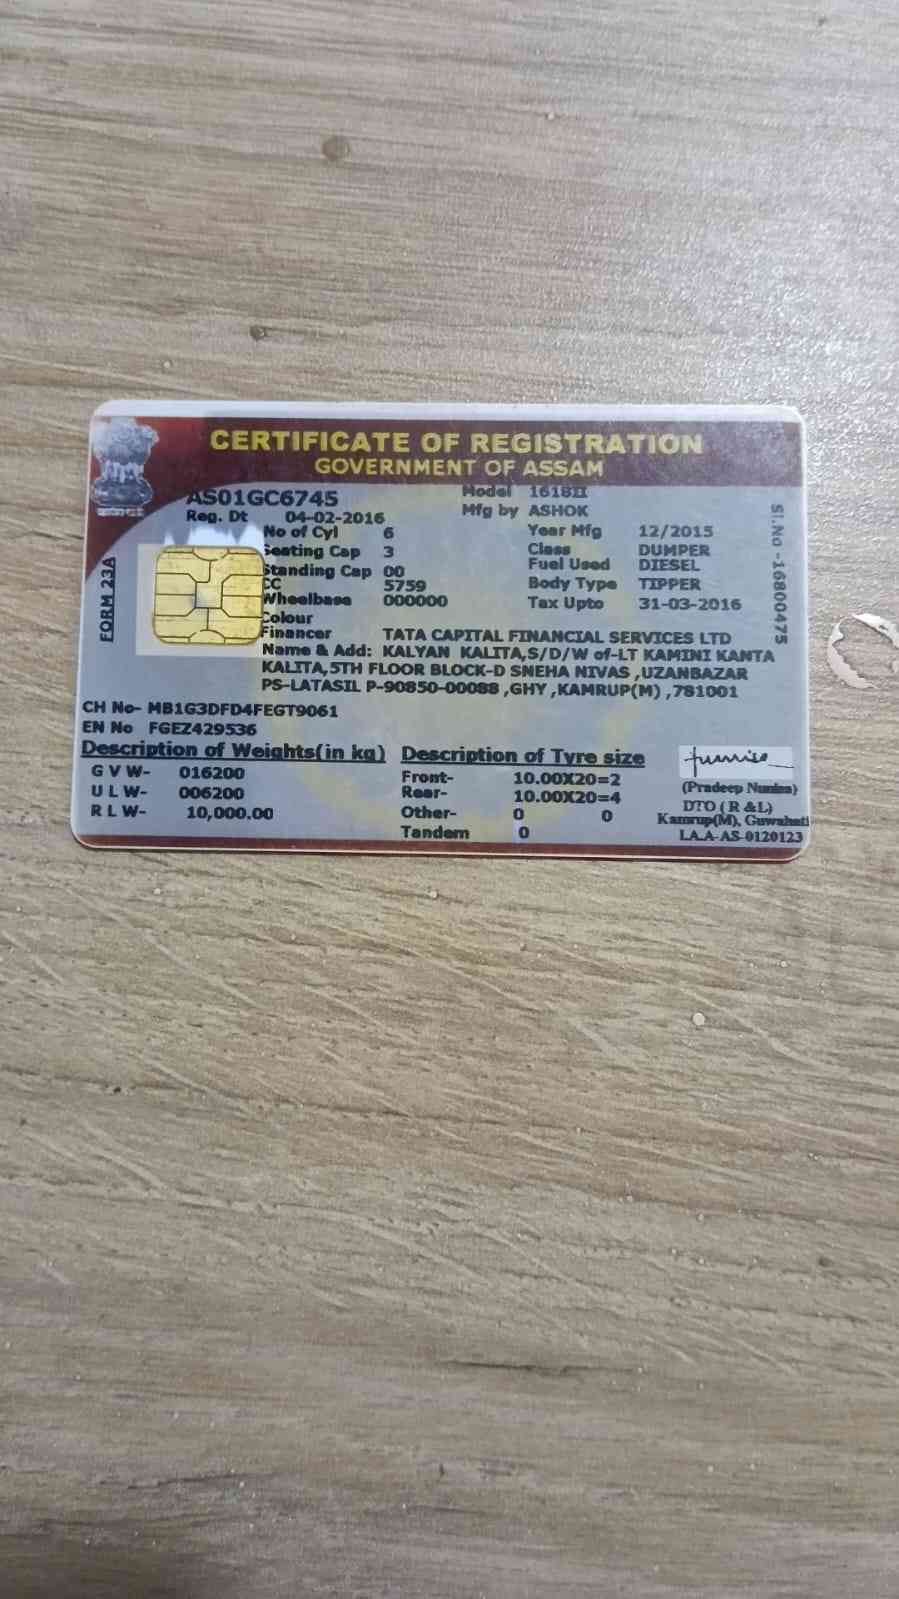 CERTIFICATE OF REGISTRATION
GOVERNMENT OF ASSAM
AS01GC6745
Model 1618II
Reg. Dt 04-02-2016
Mfg by ASHOK
No of Cyl 6
Year Mfg 12/2015
Seating Cap 3
Class DUMPER
Standing Cap 00
Fuel Used DIESEL
CC 5759
Body Type TIPPER
Wheelbase 000000
Tax Upto 31-03-2016
Colour
Financer TATA CAPITAL FINANCIAL SERVICES LTD
Name & Add: KALYAN KALITA,S/D/W of-LT KAMINI KANTA
KALITA,5TH FLOOR BLOCK-D SNEHA NIVAS ,UZANBAZAR
PS-LATASIL P-90850-00088 ,GHY ,KAMRUP(M) ,781001
FORM 23A
Sl.No -16800475
CH No- MB1G3DFD4FEGT9061
EN No FGEZ429536
Description of Weights(in kg)
G V W- 016200
U L W- 006200
R L W- 10,000.00
Description of Tyre size
Front- 10.00X20=2
Rear- 10.00X20=4
Other- 0 0
Tandem 0
(Pradeep
DTO ( R &L)
Kamrup(M), Guwahati
LA.A-AS-0120123